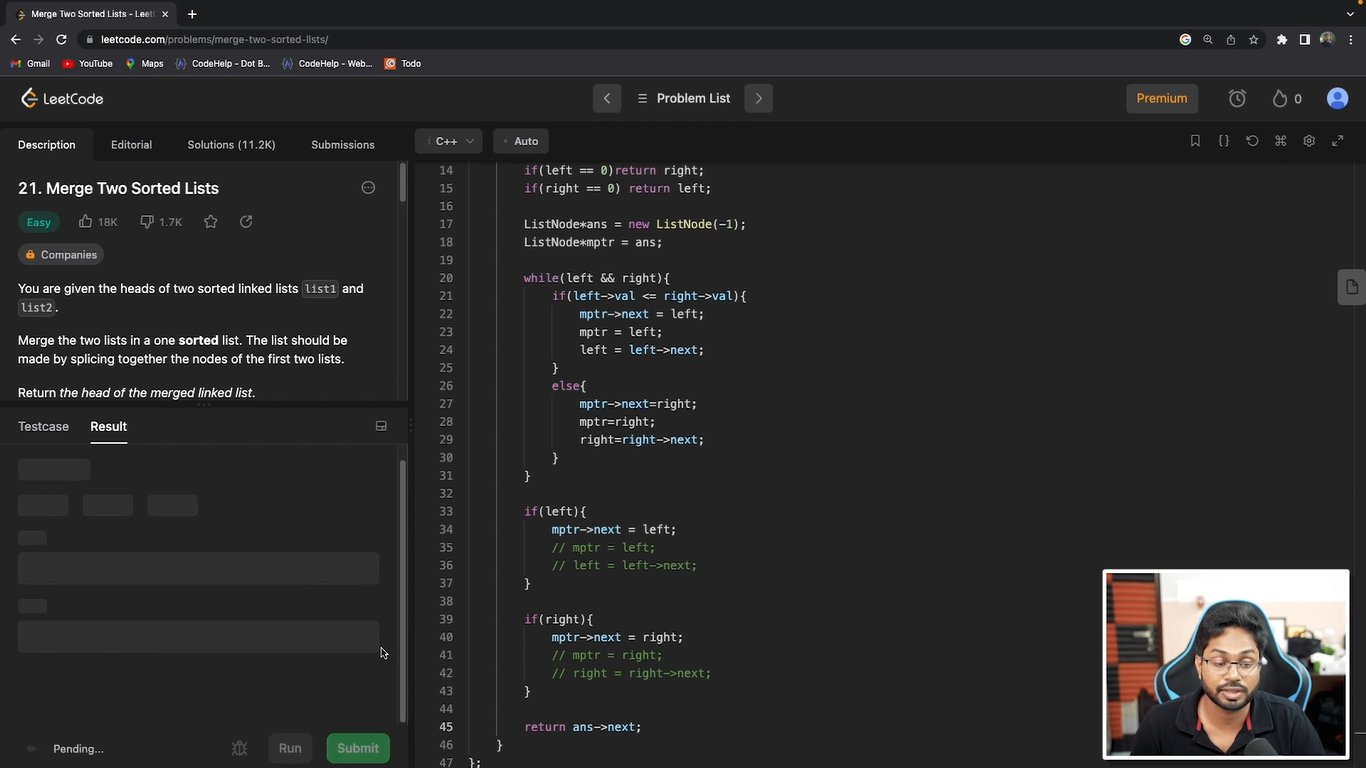 Merge Two Sorted Lists - Leet
leetcode.com/problems/merge-two-sorted-lists/
Gmail YouTube Maps CodeHelp - Dot B... CodeHelp - Web... Todo
LeetCode Problem List Premium 0
Description Editorial Solutions (11.2K) Submissions
C++ Auto
21. Merge Two Sorted Lists
Easy 18K 1.7K
Companies
You are given the heads of two sorted linked lists list1 and
list2.
Merge the two lists in a one sorted list. The list should be
made by splicing together the nodes of the first two lists.
Return the head of the merged linked list.
Testcase Result
Pending... Run Submit
14 if(left == 0)return right;
15 if(right == 0) return left;
16
17 ListNode*ans = new ListNode(-1);
18 ListNode*mptr = ans;
19
20 while(left && right){
21 if(left->val <= right->val){
22 mptr->next = left;
23 mptr = left;
24 left = left->next;
25 }
26 else{
27 mptr->next=right;
28 mptr=right;
29 right=right->next;
30 }
31 }
32
33 if(left){
34 mptr->next = left;
35 // mptr = left;
36 // left = left->next;
37 }
38
39 if(right){
40 mptr->next = right;
41 // mptr = right;
42 // right = right->next;
43 }
44
45 return ans->next;
46 }
47 };